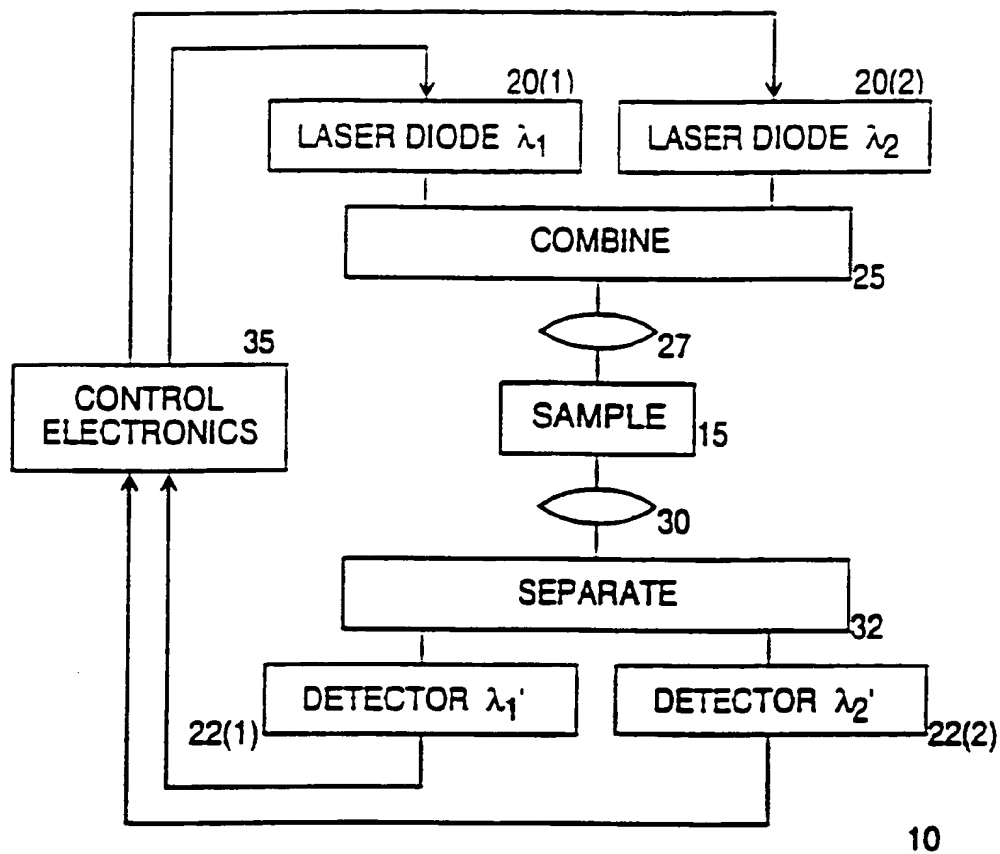 20(1)
20(2)
LASER DIODE λ1
LASER DIODE λ2
COMBINE
25
27
35
CONTROL
ELECTRONICS
SAMPLE
15
30
SEPARATE
32
DETECTOR λ1'
DETECTOR λ2'
22(1)
22(2)
10